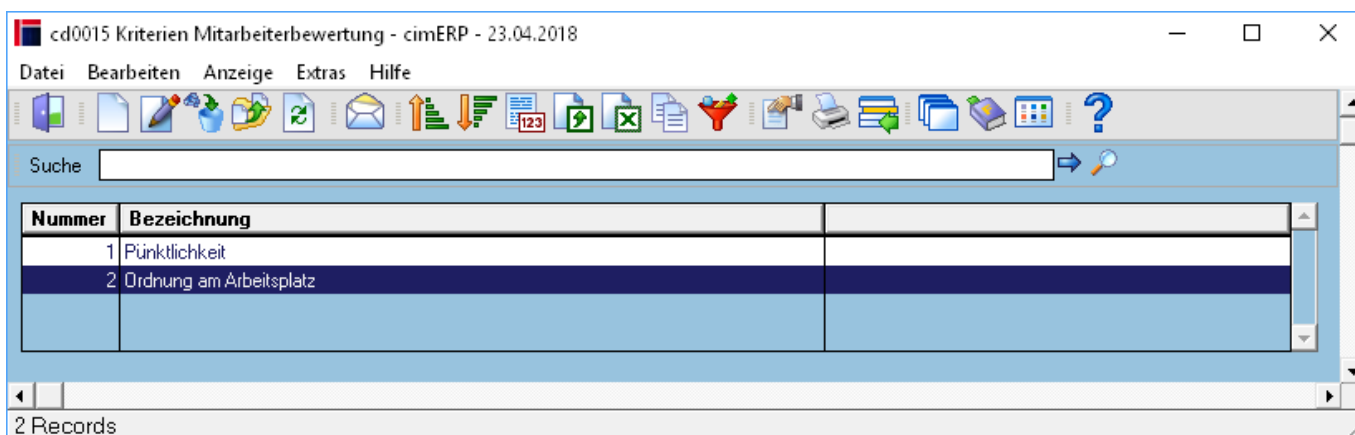 cd0015 Kriterien Mitarbeiterbewertung - cimERP - 23.04.2018
Datei Bearbeiten Anzeige Extras Hilfe
123
Suche
Nummer Bezeichnung
1 Pünktlichkeit
2 Ordnung am Arbeitsplatz
2 Records